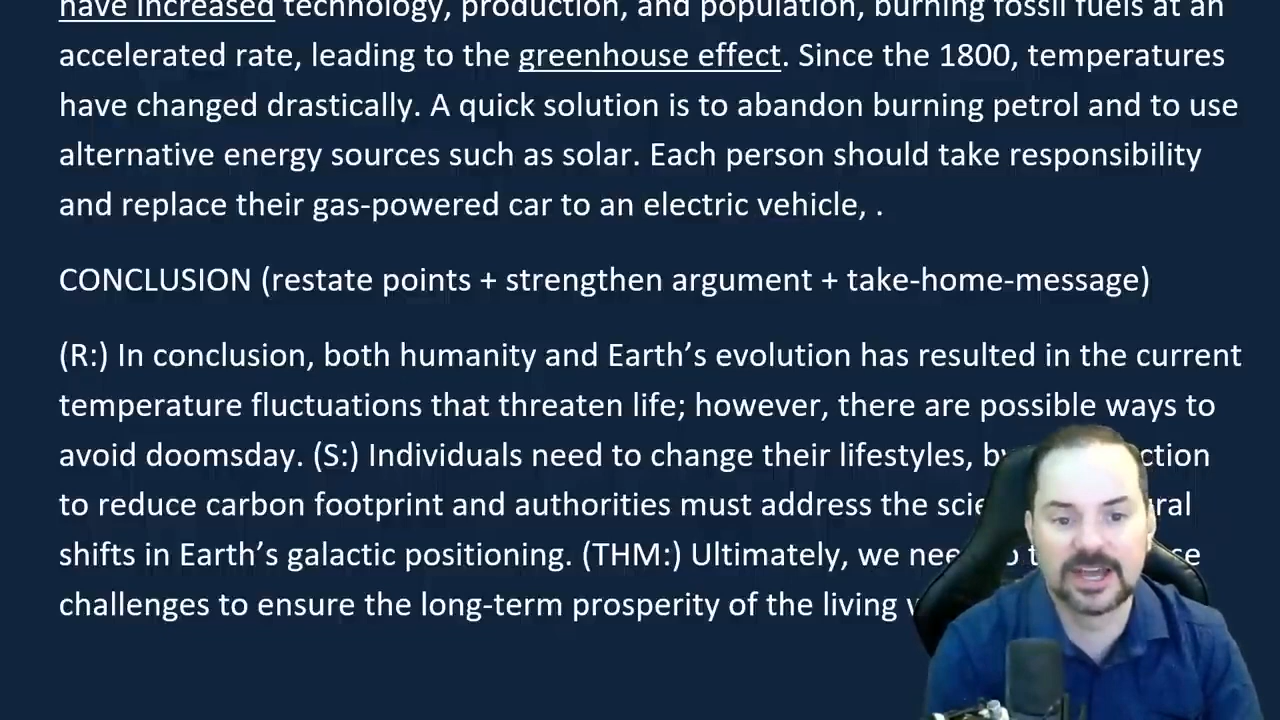 have increased technology, production, and population, burning fossil fuels at an
accelerated rate, leading to the greenhouse effect. Since the 1800, temperatures
have changed drastically. A quick solution is to abandon burning petrol and to use
alternative energy sources such as solar. Each person should take responsibility
and replace their gas-powered car to an electric vehicle, .
CONCLUSION (restate points + strengthen argument + take-home-message)
(R:) In conclusion, both humanity and Earth’s evolution has resulted in the current
temperature fluctuations that threaten life; however, there are possible ways to
avoid doomsday. (S:) Individuals need to change their lifestyles, by
to reduce carbon footprint and authorities must address the
shifts in Earth’s galactic positioning. (THM:) Ultimately, we
challenges to ensure the long-term prosperity of the living